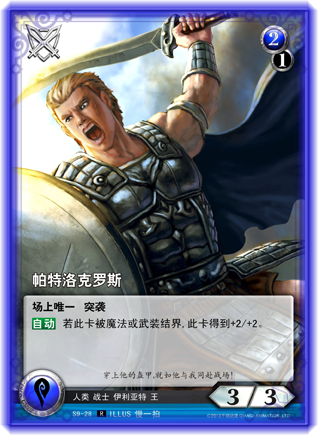 2
1
帕特洛克罗斯
场上唯一 突袭
自动 若此卡被魔法或武装结界,此卡得到+2/+2。
穿上他的盔甲,就如他与我同赴战场!
人类 战士 伊利亚特 王
3 / 3
S9-28 R ILLUS 慢一拍